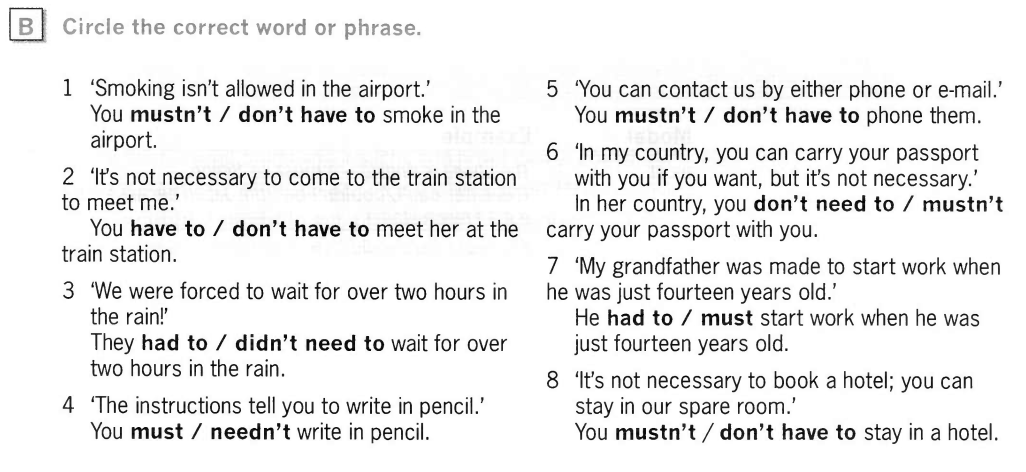 B Circle the correct word or phrase.
1 ‘Smoking isn't allowed in the airport.’
You mustn't / don't have to smoke in the
airport.
2 ‘It's not necessary to come to the train station
to meet me.’
You have to / don't have to meet her at the
train station.
3 ‘We were forced to wait for over two hours in
the rain!’
They had to / didn't need to wait for over
two hours in the rain.
4 ‘The instructions tell you to write in pencil.’
You must / needn't write in pencil.
5 ‘You can contact us by either phone or e-mail.’
You mustn't / don't have to phone them.
6 ‘In my country, you can carry your passport
with you if you want, but it's not necessary.’
In her country, you don't need to / mustn't
carry your passport with you.
7 ‘My grandfather was made to start work when
he was just fourteen years old.’
He had to / must start work when he was
just fourteen years old.
8 ‘It's not necessary to book a hotel; you can
stay in our spare room.’
You mustn't / don't have to stay in a hotel.